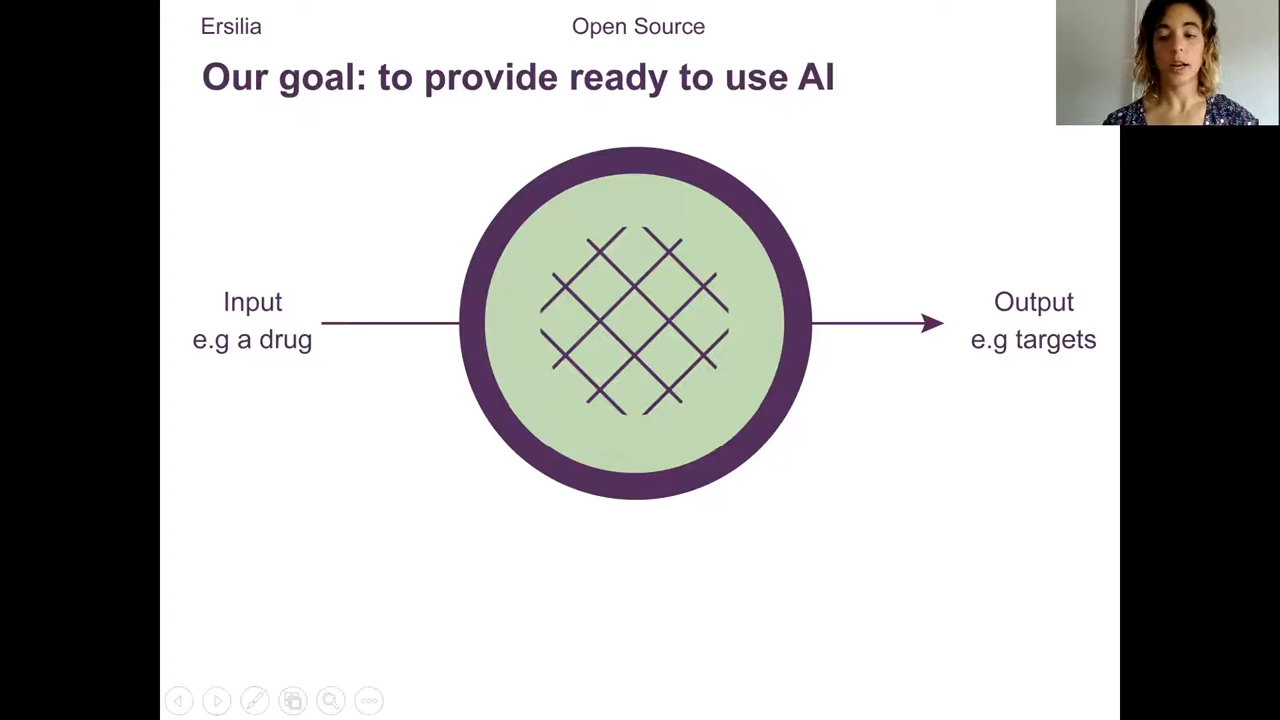 Ersilia
Open Source
Our goal: to provide ready to use AI
Input
e.g a drug
Output
e.g targets